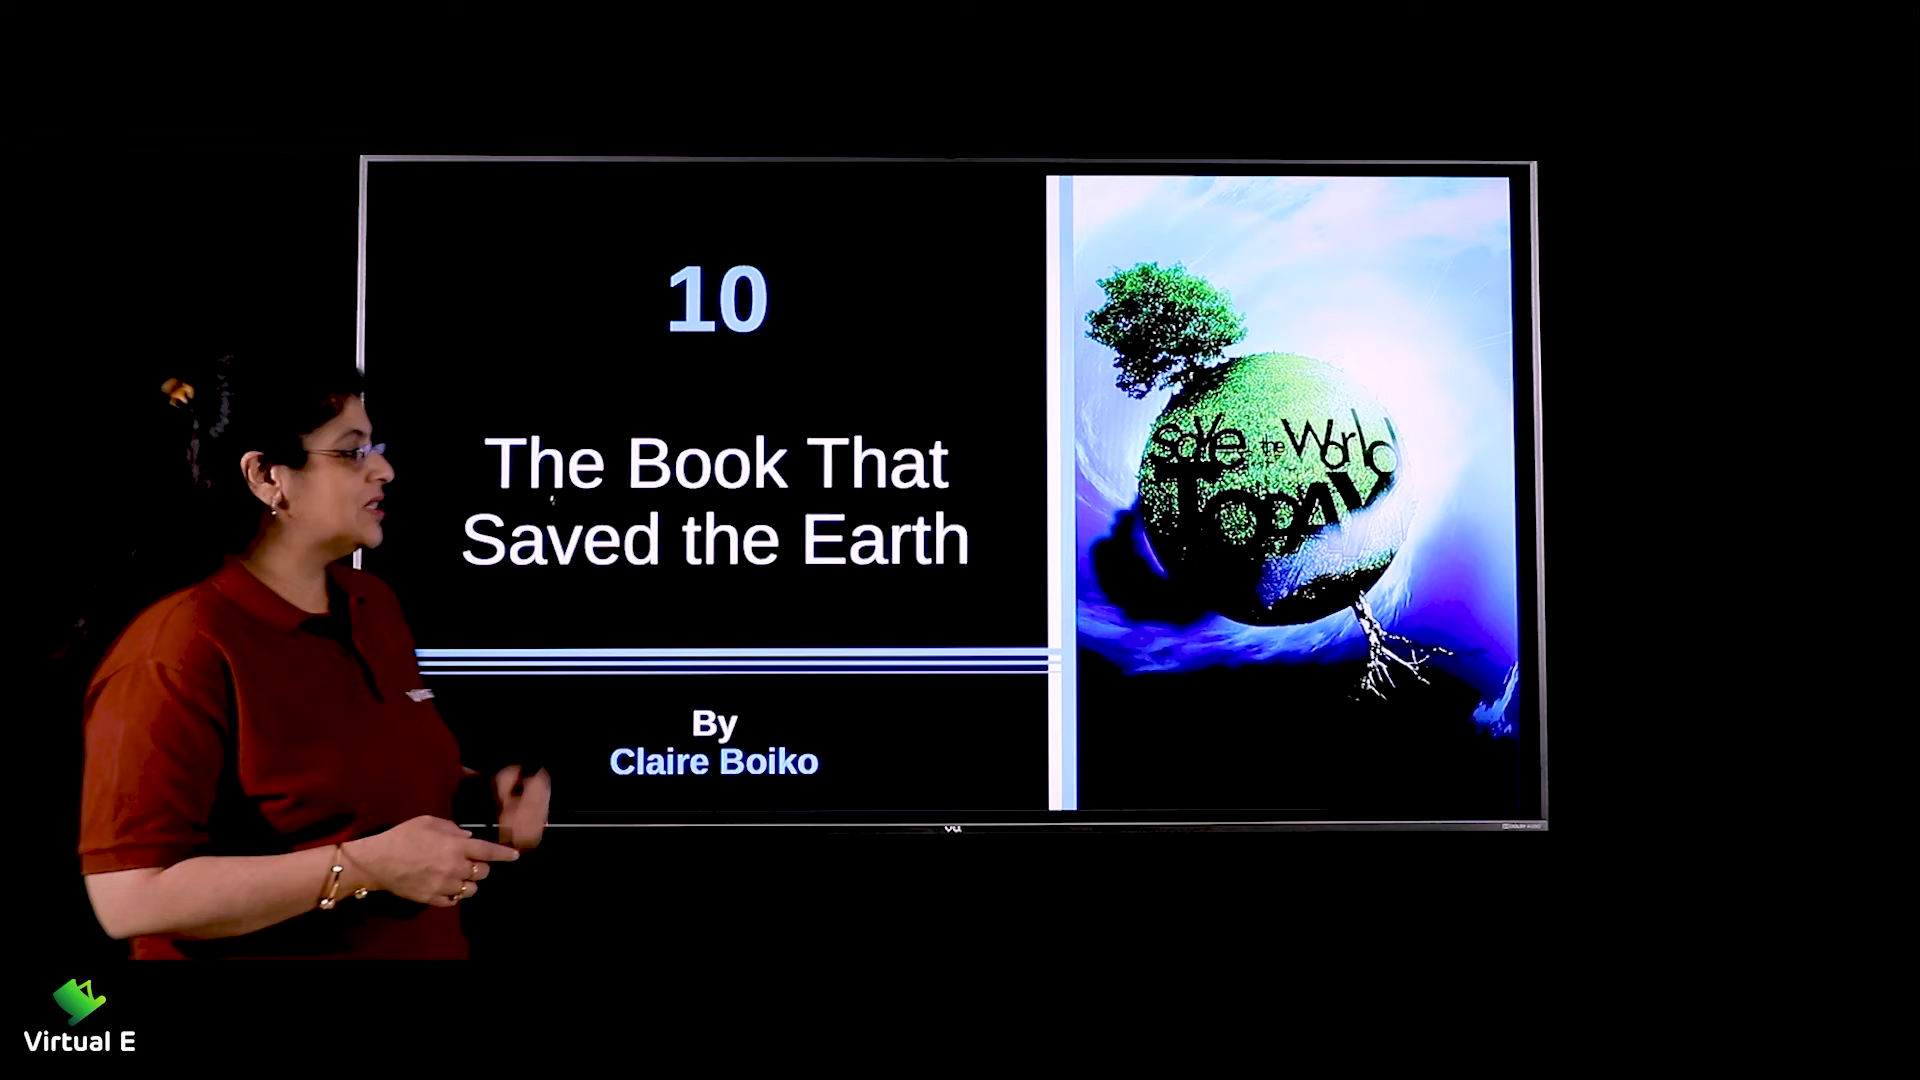 10
The Book That
Saved the Earth
By
Claire Boiko
Save the World
TODAY
Virtual E